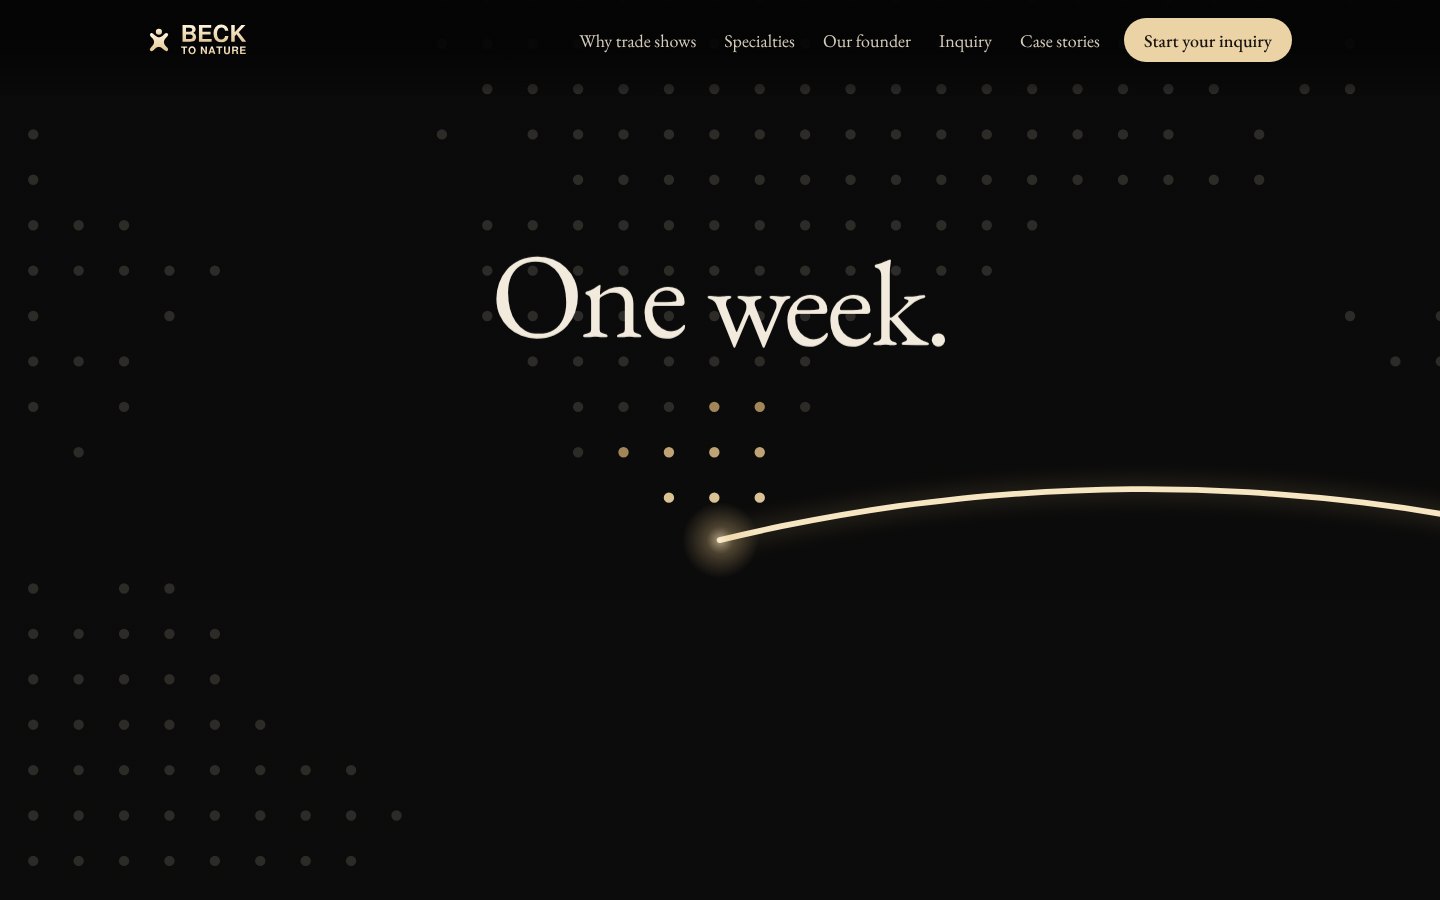 BECK
TO NATURE
Why trade shows
Specialties
Our founder
Inquiry
Case stories
Start your inquiry
One week.